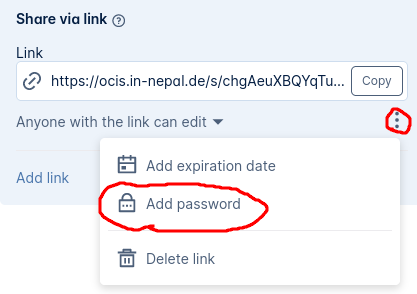 Share via link
Link
https://ocis.in-nepal.de/s/chgAeuXBQYqTu... Copy
Anyone with the link can edit
Add link
Add expiration date
Add password
Delete link